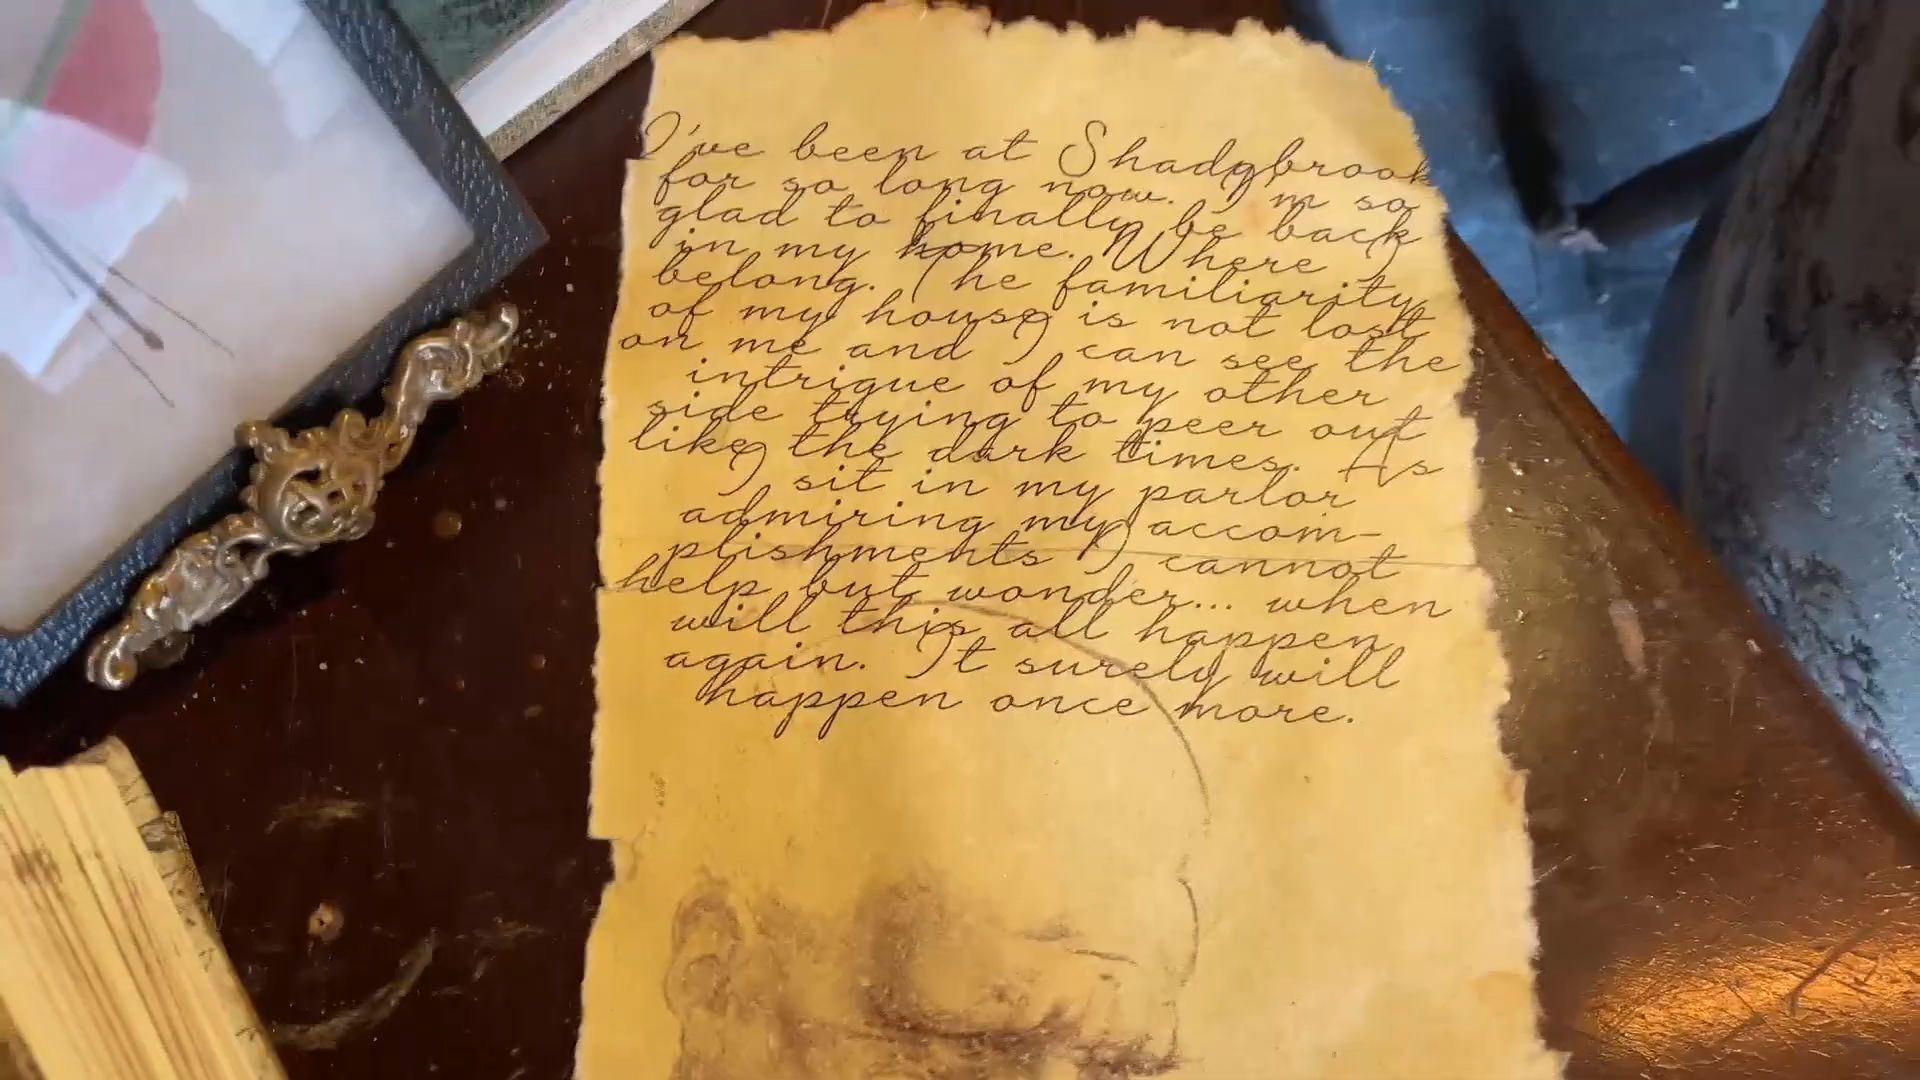 I've been at Shadybrook
for so long now. I'm so
glad to finally be back
in my home. Where I
belong. The familiarity
of my house is not lost
on me and I can see the
intrigue of my other
side trying to peer out
like the dark times. As
I sit in my parlor
admiring my accom-
plishments I cannot
help but wonder... when
will this all happen
again. It surely will
happen once more.